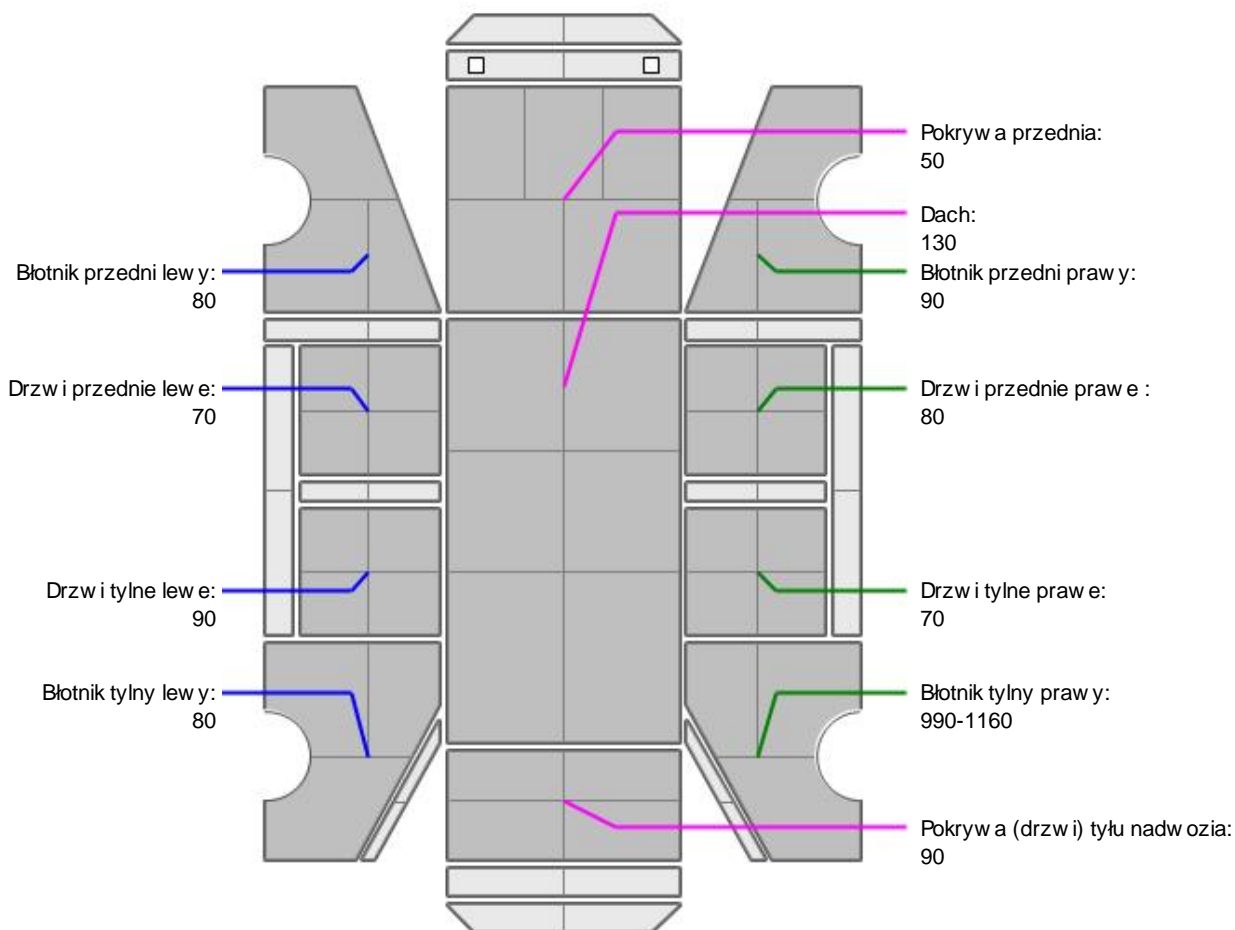 Pokrywa przednia:
50
Dach:
130
Błotnik przedni lewy:
80
Błotnik przedni prawy:
90
Drzwi przednie lewe:
70
Drzwi przednie prawe :
80
Drzwi tylne lewe:
90
Drzwi tylne prawe:
70
Błotnik tylny lewy:
80
Błotnik tylny prawy:
990-1160
Pokrywa (drzwi) tyłu nadwozia:
90